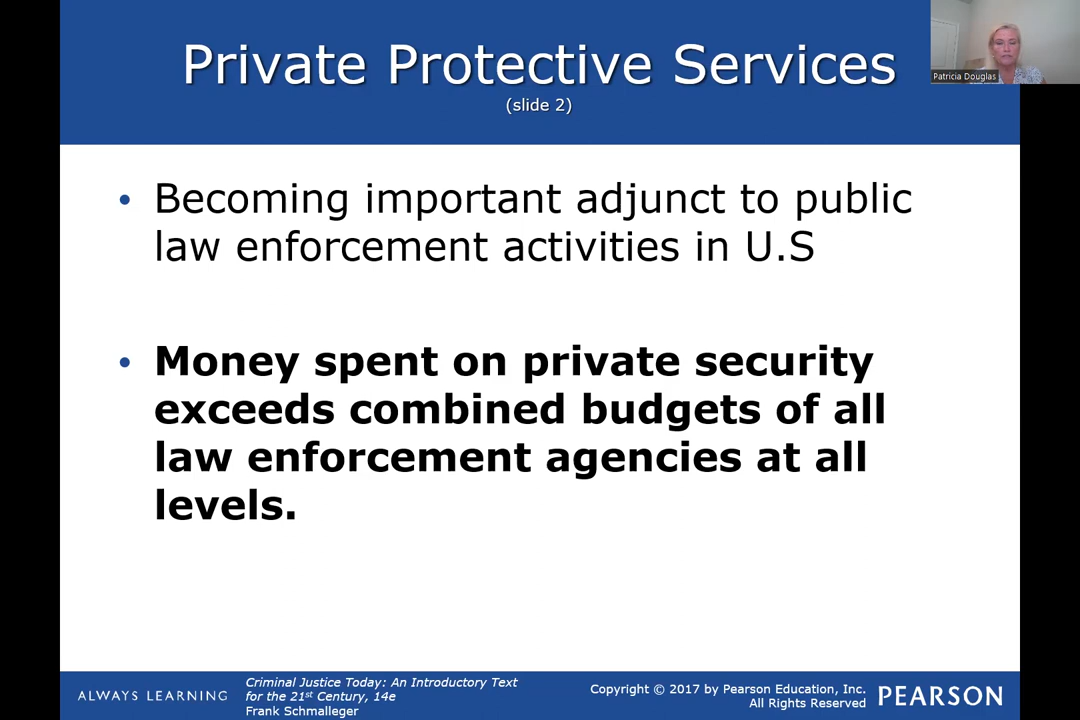 Private Protective Services
(slide 2)
Patricia Douglas
• Becoming important adjunct to public
law enforcement activities in U.S
• Money spent on private security
exceeds combined budgets of all
law enforcement agencies at all
levels.
ALWAYS LEARNING
Criminal Justice Today: An Introductory Text
for the 21st Century, 14e
Frank Schmalleger
Copyright © 2017 by Pearson Education, Inc.
All Rights Reserved
PEARSON